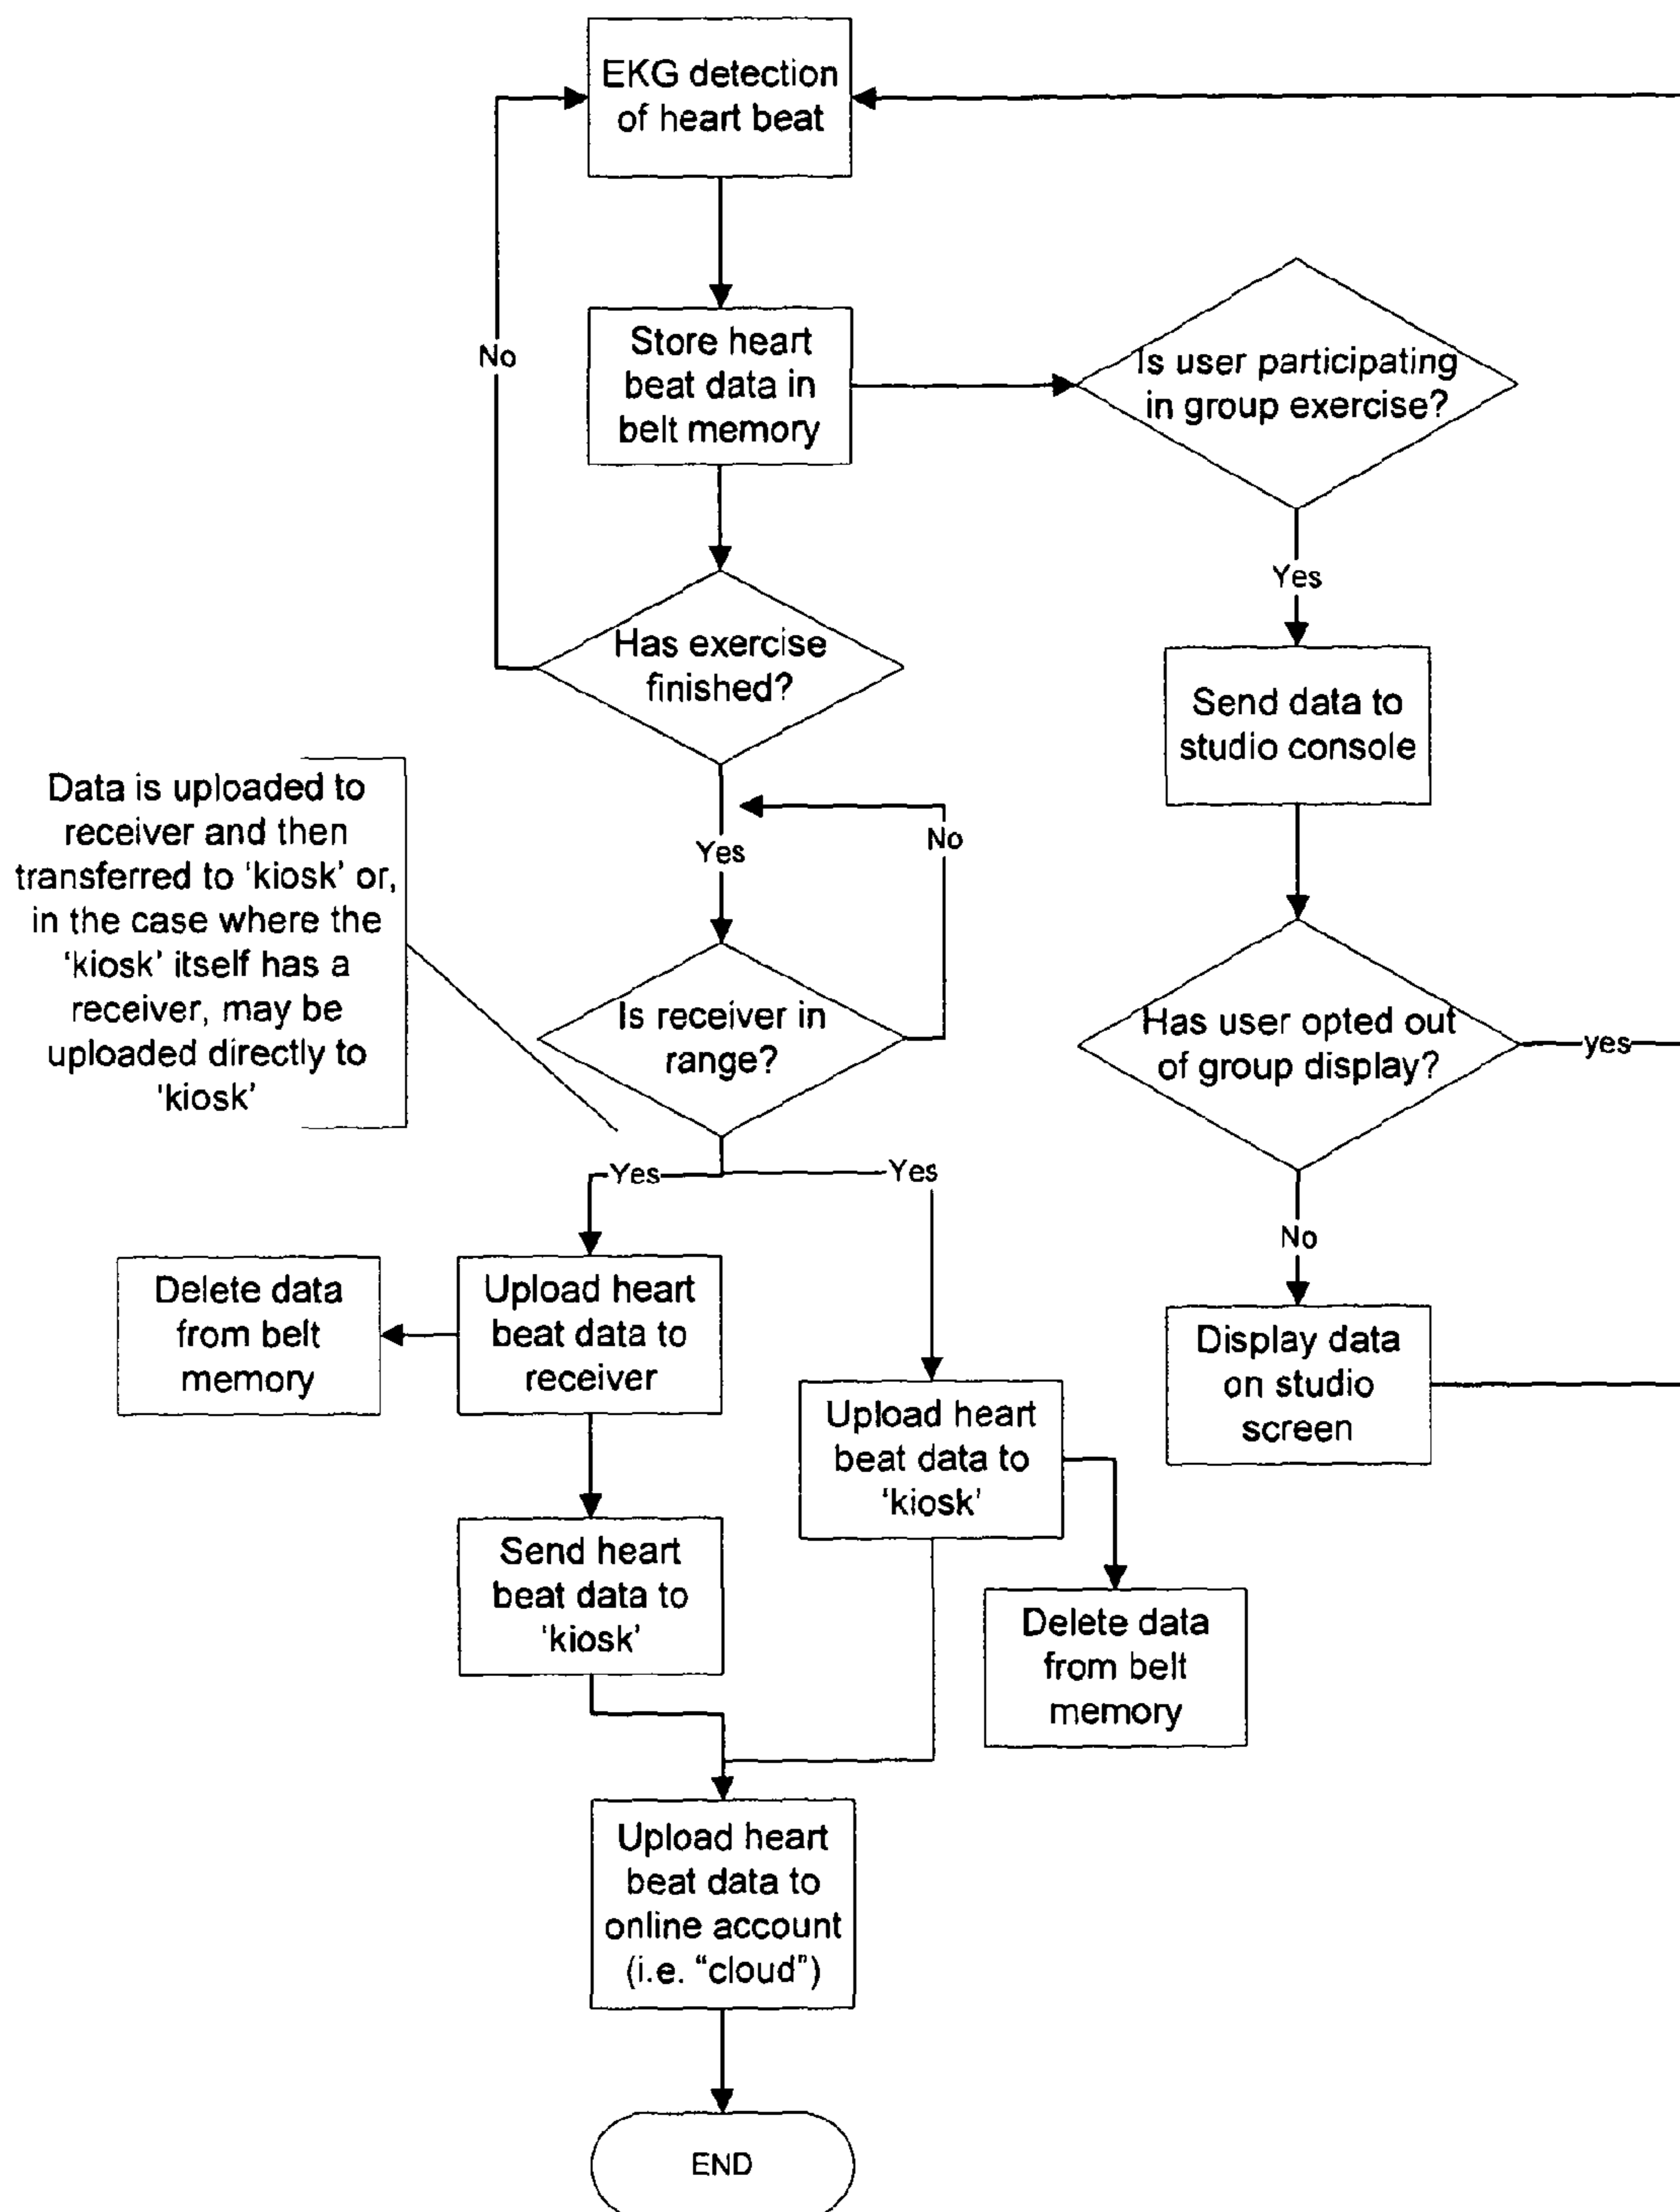 EKG detection
of heart beat
No
Store heart
beat data in
belt memory
Is user participating
in group exercise?
Yes
Has exercise
finished?
Send data to
studio console
Data is uploaded to
receiver and then
transferred to 'kiosk' or,
in the case where the
'kiosk' itself has a
receiver, may be
uploaded directly to
'kiosk'
Yes
No
Is receiver in
range?
Has user opted out
of group display?
yes
Yes
Yes
No
Delete data
from belt
memory
Upload heart
beat data to
receiver
Display data
on studio
screen
Upload heart
beat data to
'kiosk'
Send heart
beat data to
'kiosk'
Delete data
from belt
memory
Upload heart
beat data to
online account
(i.e. "cloud")
END